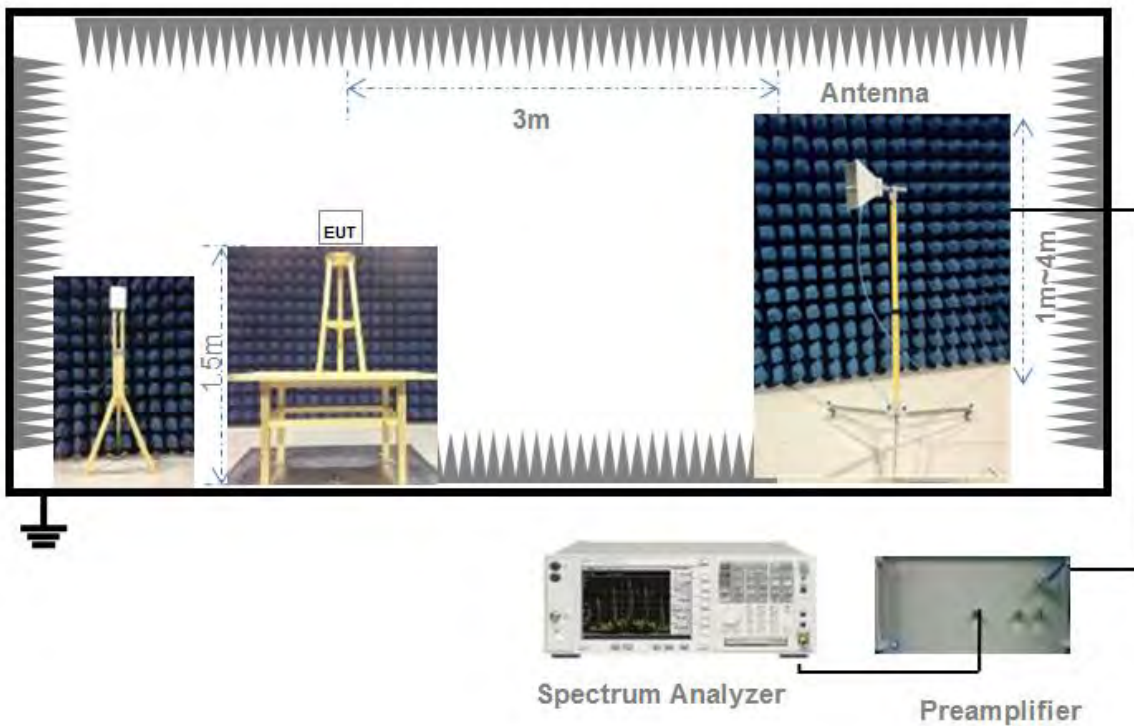 Antenna
3m
EUT
1.5m
1m~4m
Spectrum Analyzer
Preamplifier